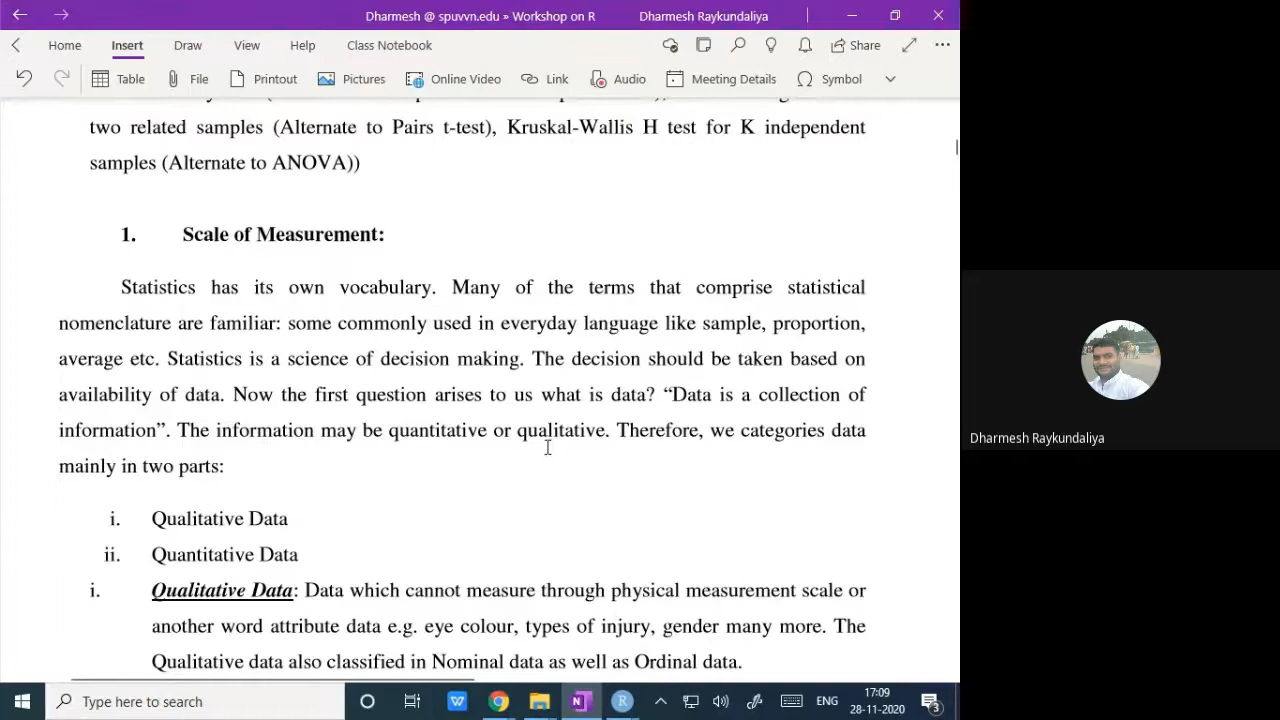 Dharmesh @ spuvvn.edu » Workshop on R
Dharmesh Raykundaliya
Home Insert Draw View Help Class Notebook Share
Table File Printout Pictures Online Video Link Audio Meeting Details Symbol
two related samples (Alternate to Pairs t-test), Kruskal-Wallis H test for K independent
samples (Alternate to ANOVA))
1. Scale of Measurement:
Statistics has its own vocabulary. Many of the terms that comprise statistical
nomenclature are familiar: some commonly used in everyday language like sample, proportion,
average etc. Statistics is a science of decision making. The decision should be taken based on
availability of data. Now the first question arises to us what is data? “Data is a collection of
information”. The information may be quantitative or qualitative. Therefore, we categories data
mainly in two parts:
i. Qualitative Data
ii. Quantitative Data
i. Qualitative Data: Data which cannot measure through physical measurement scale or
another word attribute data e.g. eye colour, types of injury, gender many more. The
Qualitative data also classified in Nominal data as well as Ordinal data.
Dharmesh Raykundaliya
Type here to search
ENG
17:09
28-11-2020
3